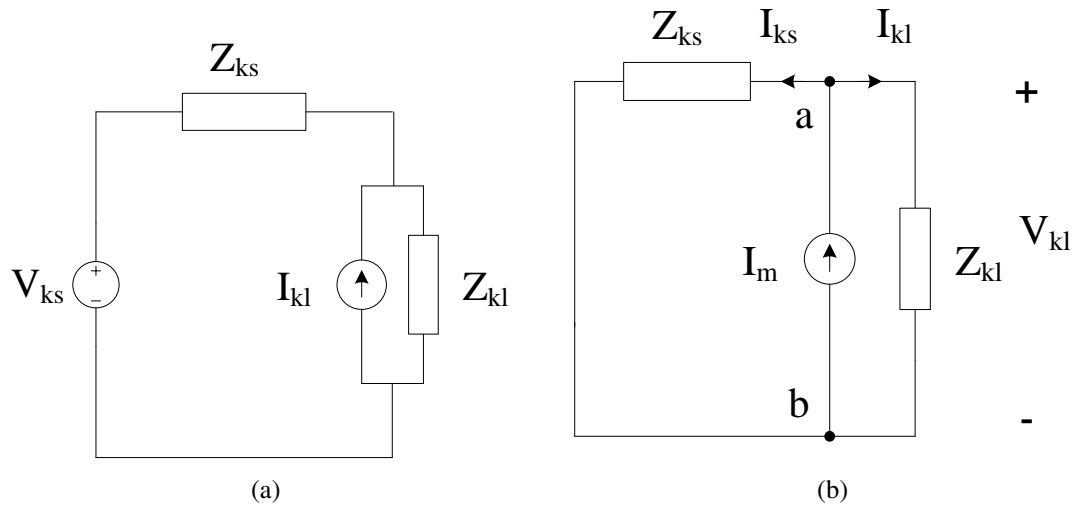 Z_ks
V_ks
+
−
I_kl
Z_kl
(a)
Z_ks I_ks I_kl
a
+
I_m
Z_kl
V_kl
b
-
(b)